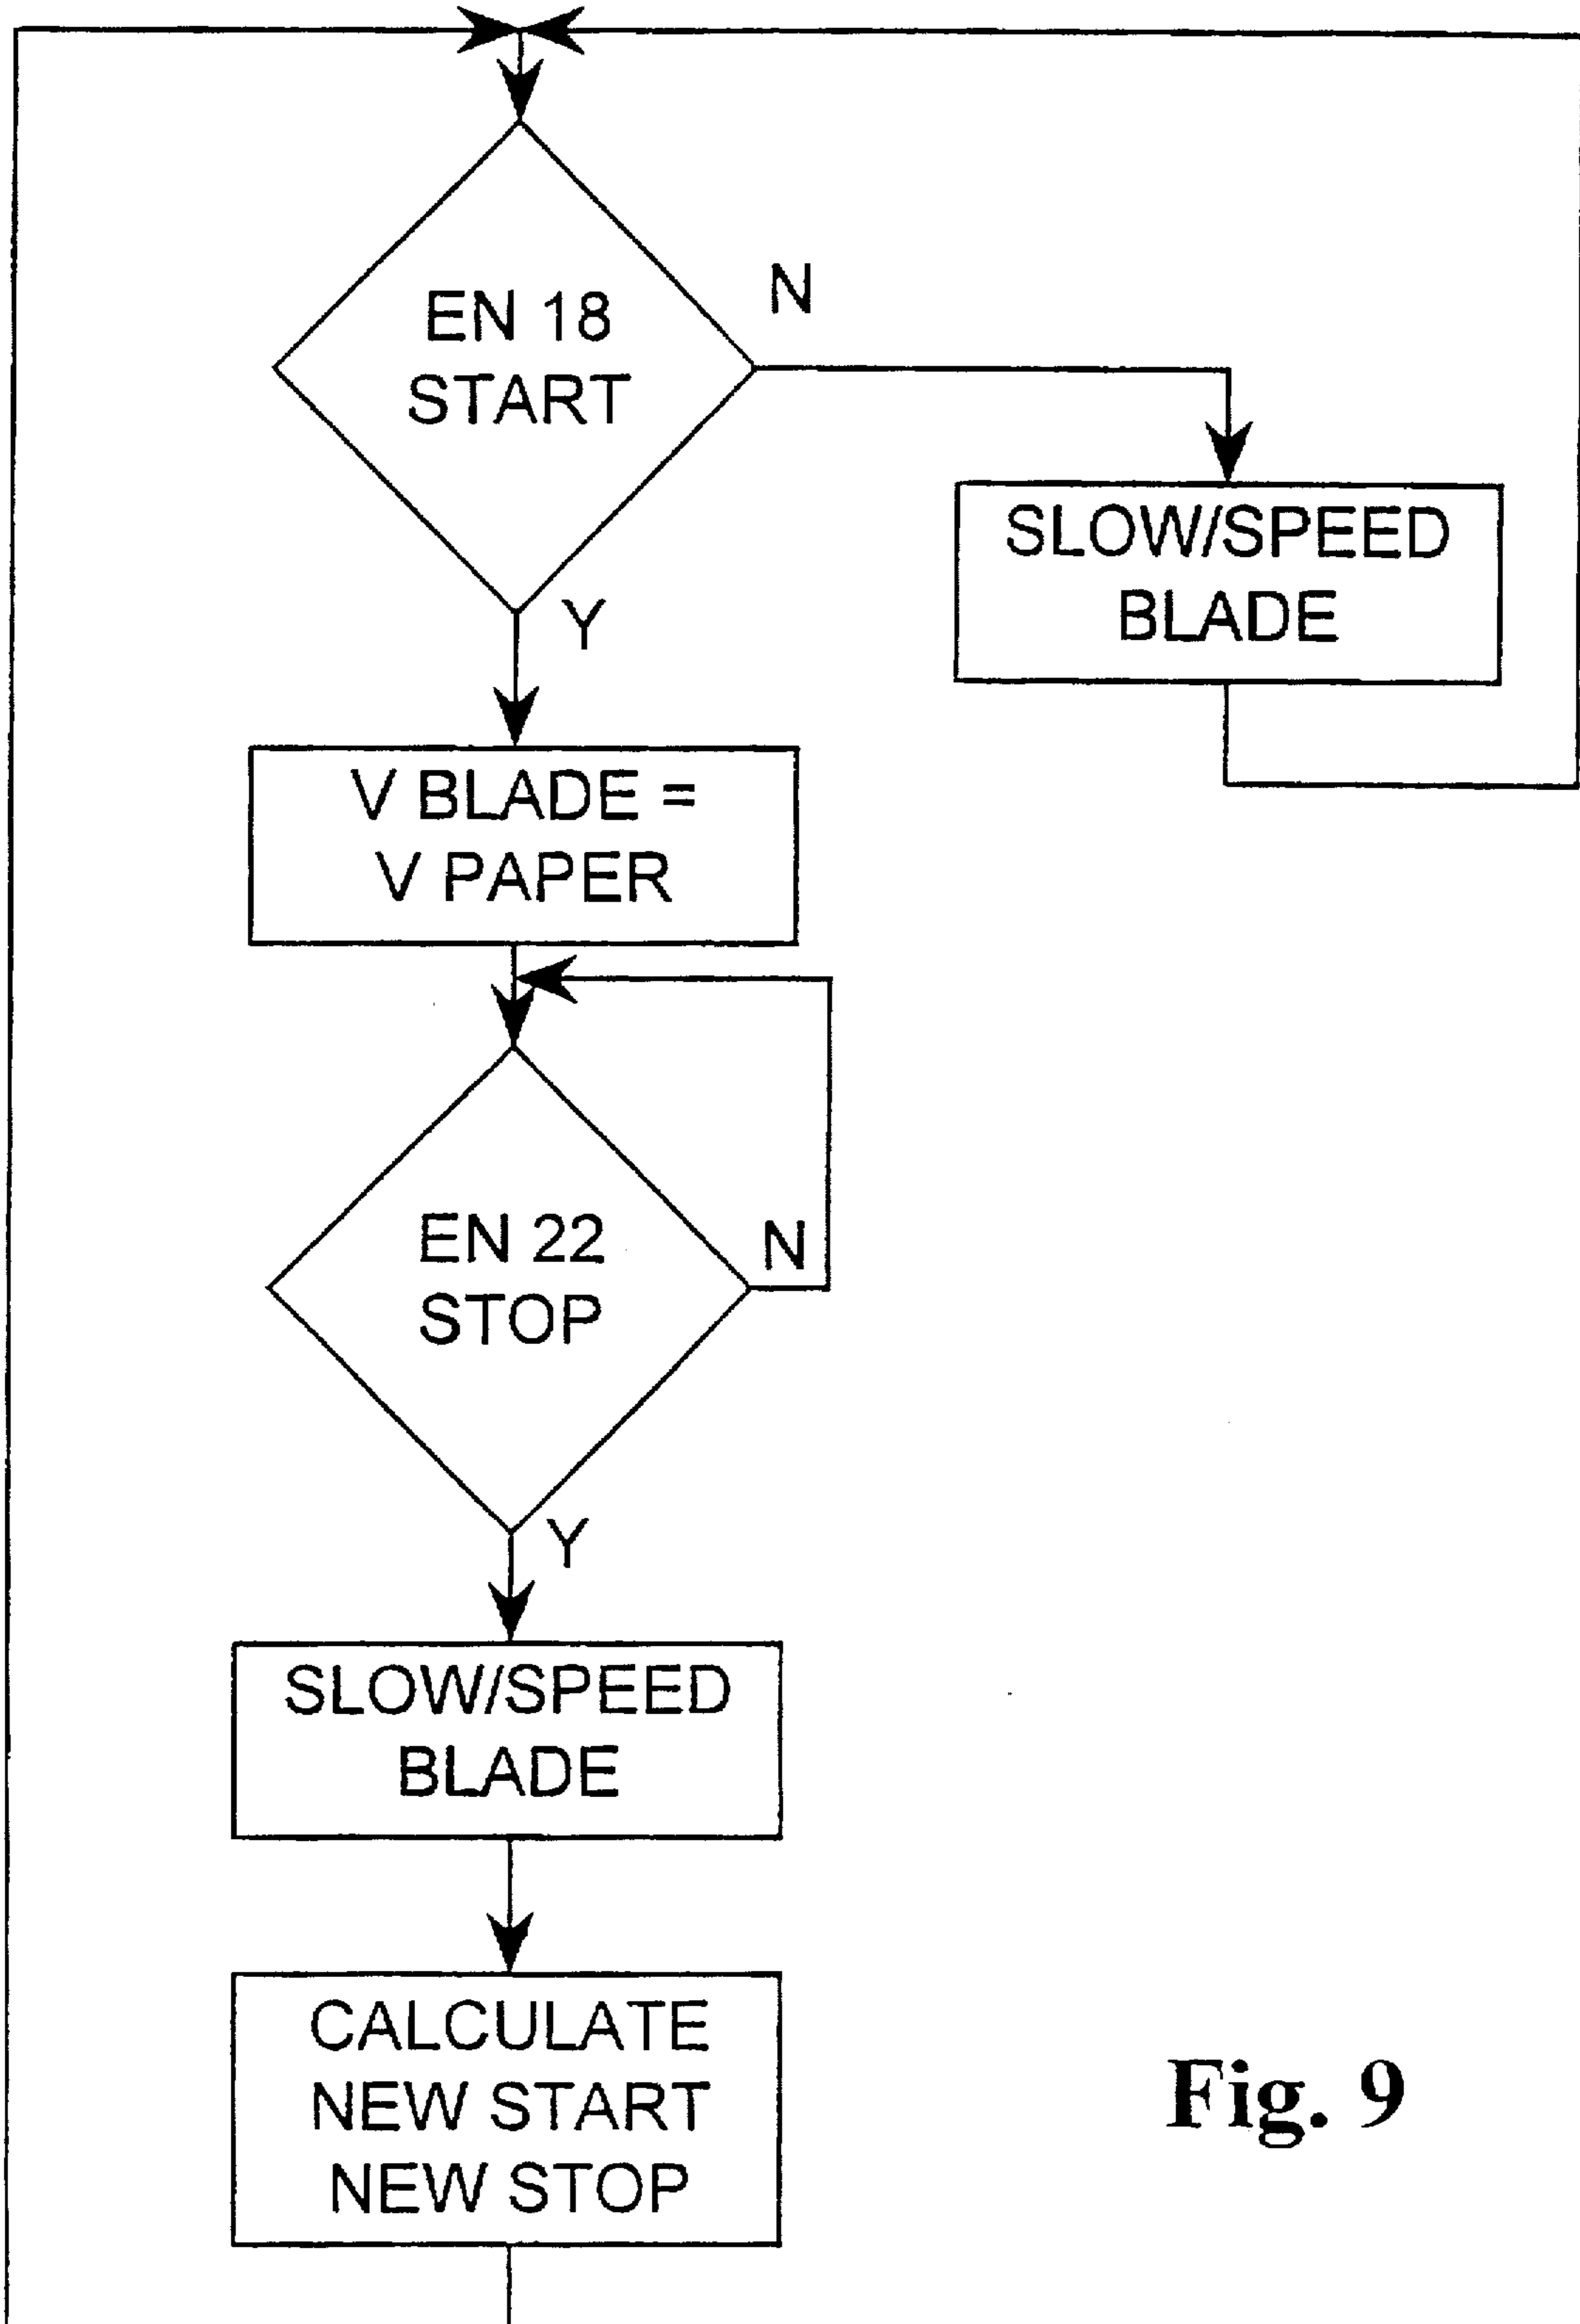 EN 18
START
N
SLOW/SPEED
BLADE
Y
V BLADE =
V PAPER
EN 22
STOP
N
Y
SLOW/SPEED
BLADE
CALCULATE
NEW START
NEW STOP
Fig. 9